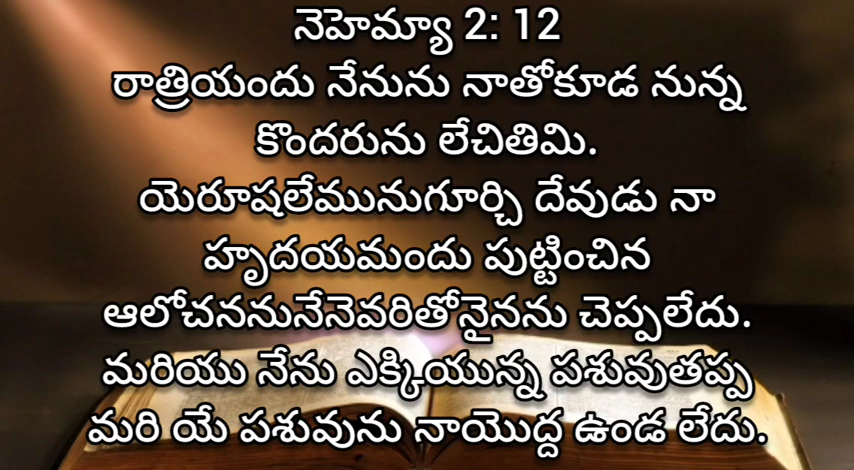 నెహెమ్యా 2: 12
రాత్రియందు నేనును నాతోకూడ నున్న
కొందరును లేచితిమి.
యెరూషలేమునుగూర్చి దేవుడు నా
హృదయమందు పుట్టించిన
ఆలోచననునేనెవరితోనైనను చెప్పలేదు.
మరియు నేను ఎక్కియున్న పశువుతప్ప
మరి యే పశువును నాయొద్ద ఉండ లేదు.